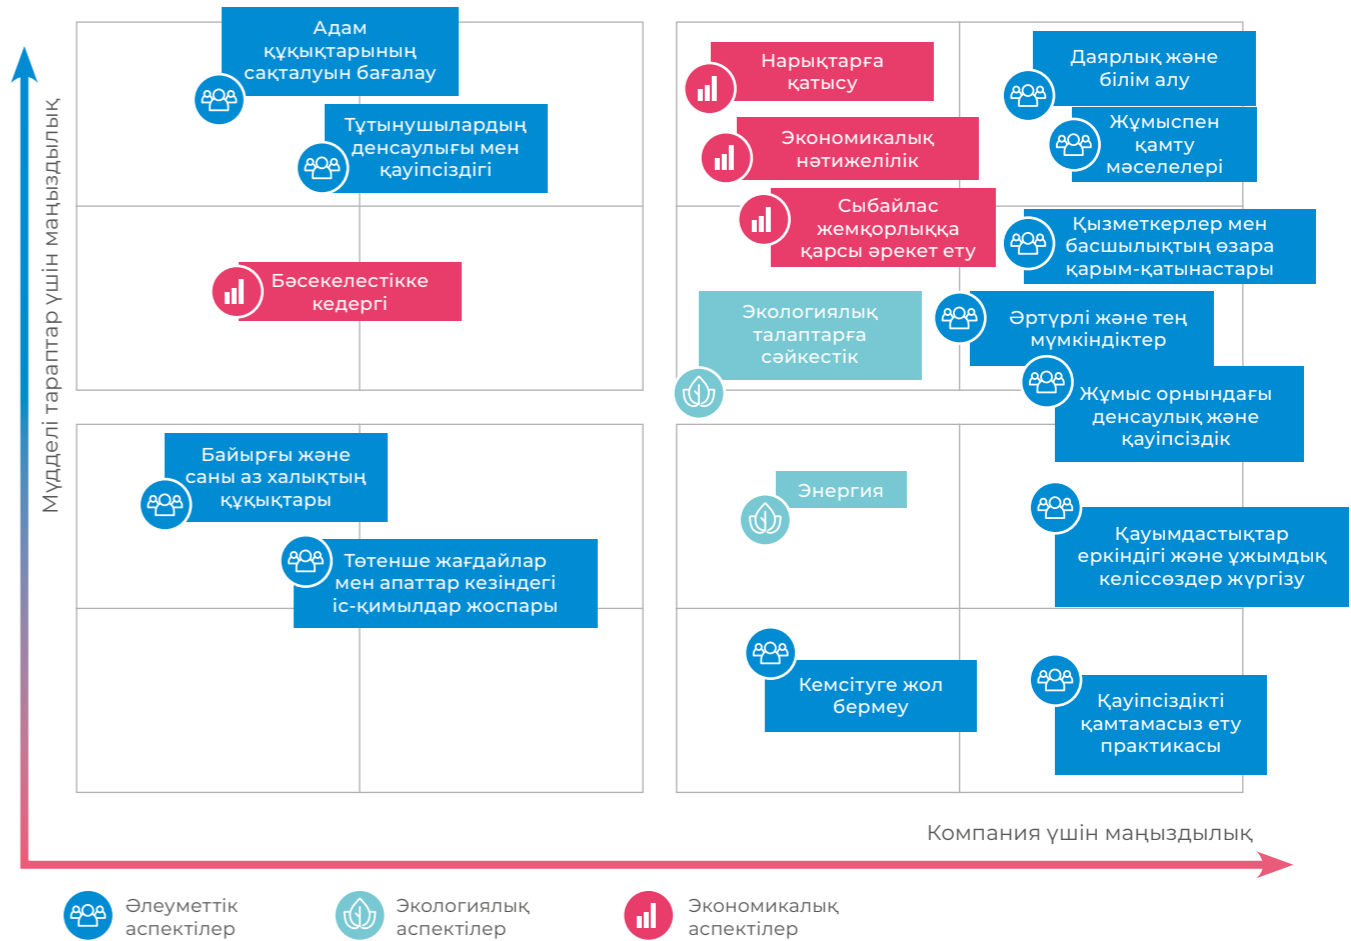 Мүдделі тараптар үшін маңыздылық
Адам
құқықтарының
сақталуын бағалау
Тұтынушылардың
денсаулығы мен
қауіпсіздігі
Бәсекелестікке
кедергі
Байырғы және
саны аз халықтың
құқықтары
Төтенше жағдайлар
мен апаттар кезіндегі
іс-қимылдар жоспары
Нарықтарға
қатысу
Экономикалық
нәтижелілік
Сыбайлас
жемқорлыққа
қарсы әрекет ету
Даярлық және
білім алу
Жұмыспен
қамту
мәселелері
Қызметкерлер мен
басшылықтың өзара
қарым-қатынастары
Экологиялық
талаптарға
сәйкестік
Әртүрлі және тең
мүмкіндіктер
Жұмыс орнындағы
денсаулық және
қауіпсіздік
Энергия
Қауымдастықтар
еркіндігі және ұжымдық
келіссөздер жүргізу
Кемсітуге жол
бермеу
Қауіпсіздікті
қамтамасыз ету
практикасы
Компания үшін маңыздылық
Әлеуметтік
аспектілер
Экологиялық
аспектілер
Экономикалық
аспектілер